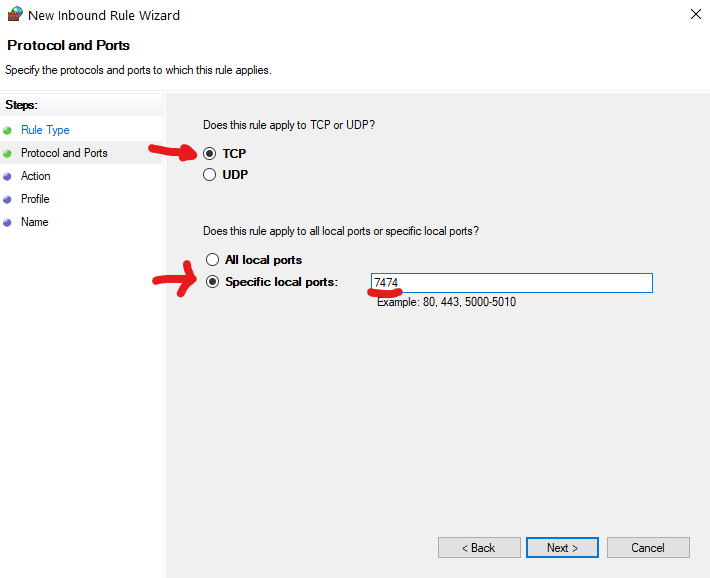 New Inbound Rule Wizard
Protocol and Ports
Specify the protocols and ports to which this rule applies.
Steps:
Rule Type
Protocol and Ports
Action
Profile
Name
Does this rule apply to TCP or UDP?
TCP
UDP
Does this rule apply to all local ports or specific local ports?
All local ports
Specific local ports:
7474
Example: 80, 443, 5000-5010
< Back
Next >
Cancel